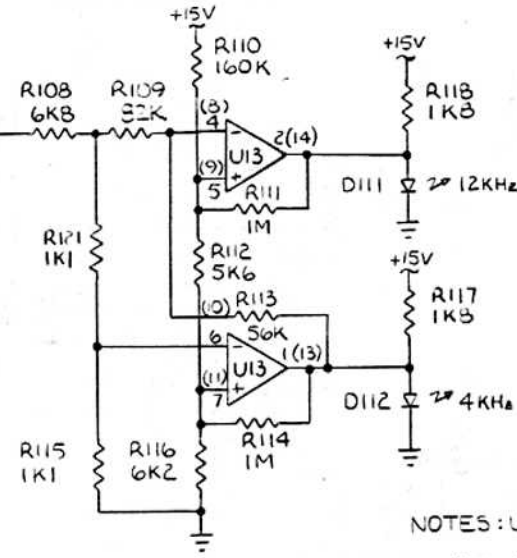 +15V
R110
160K
+15V
R108
6K8
R109
82K
(8)
4
-
2(14)
R118
1K8
U13
(9)
5
+
D111
12KHz
R111
1M
R121
1K1
R112
5K6
+15V
(10)
R113
56K
R117
1K8
6
-
1(13)
U13
(11)
7
+
D112
4KHz
R115
1K1
R116
6K2
R114
1M
NOTES: U